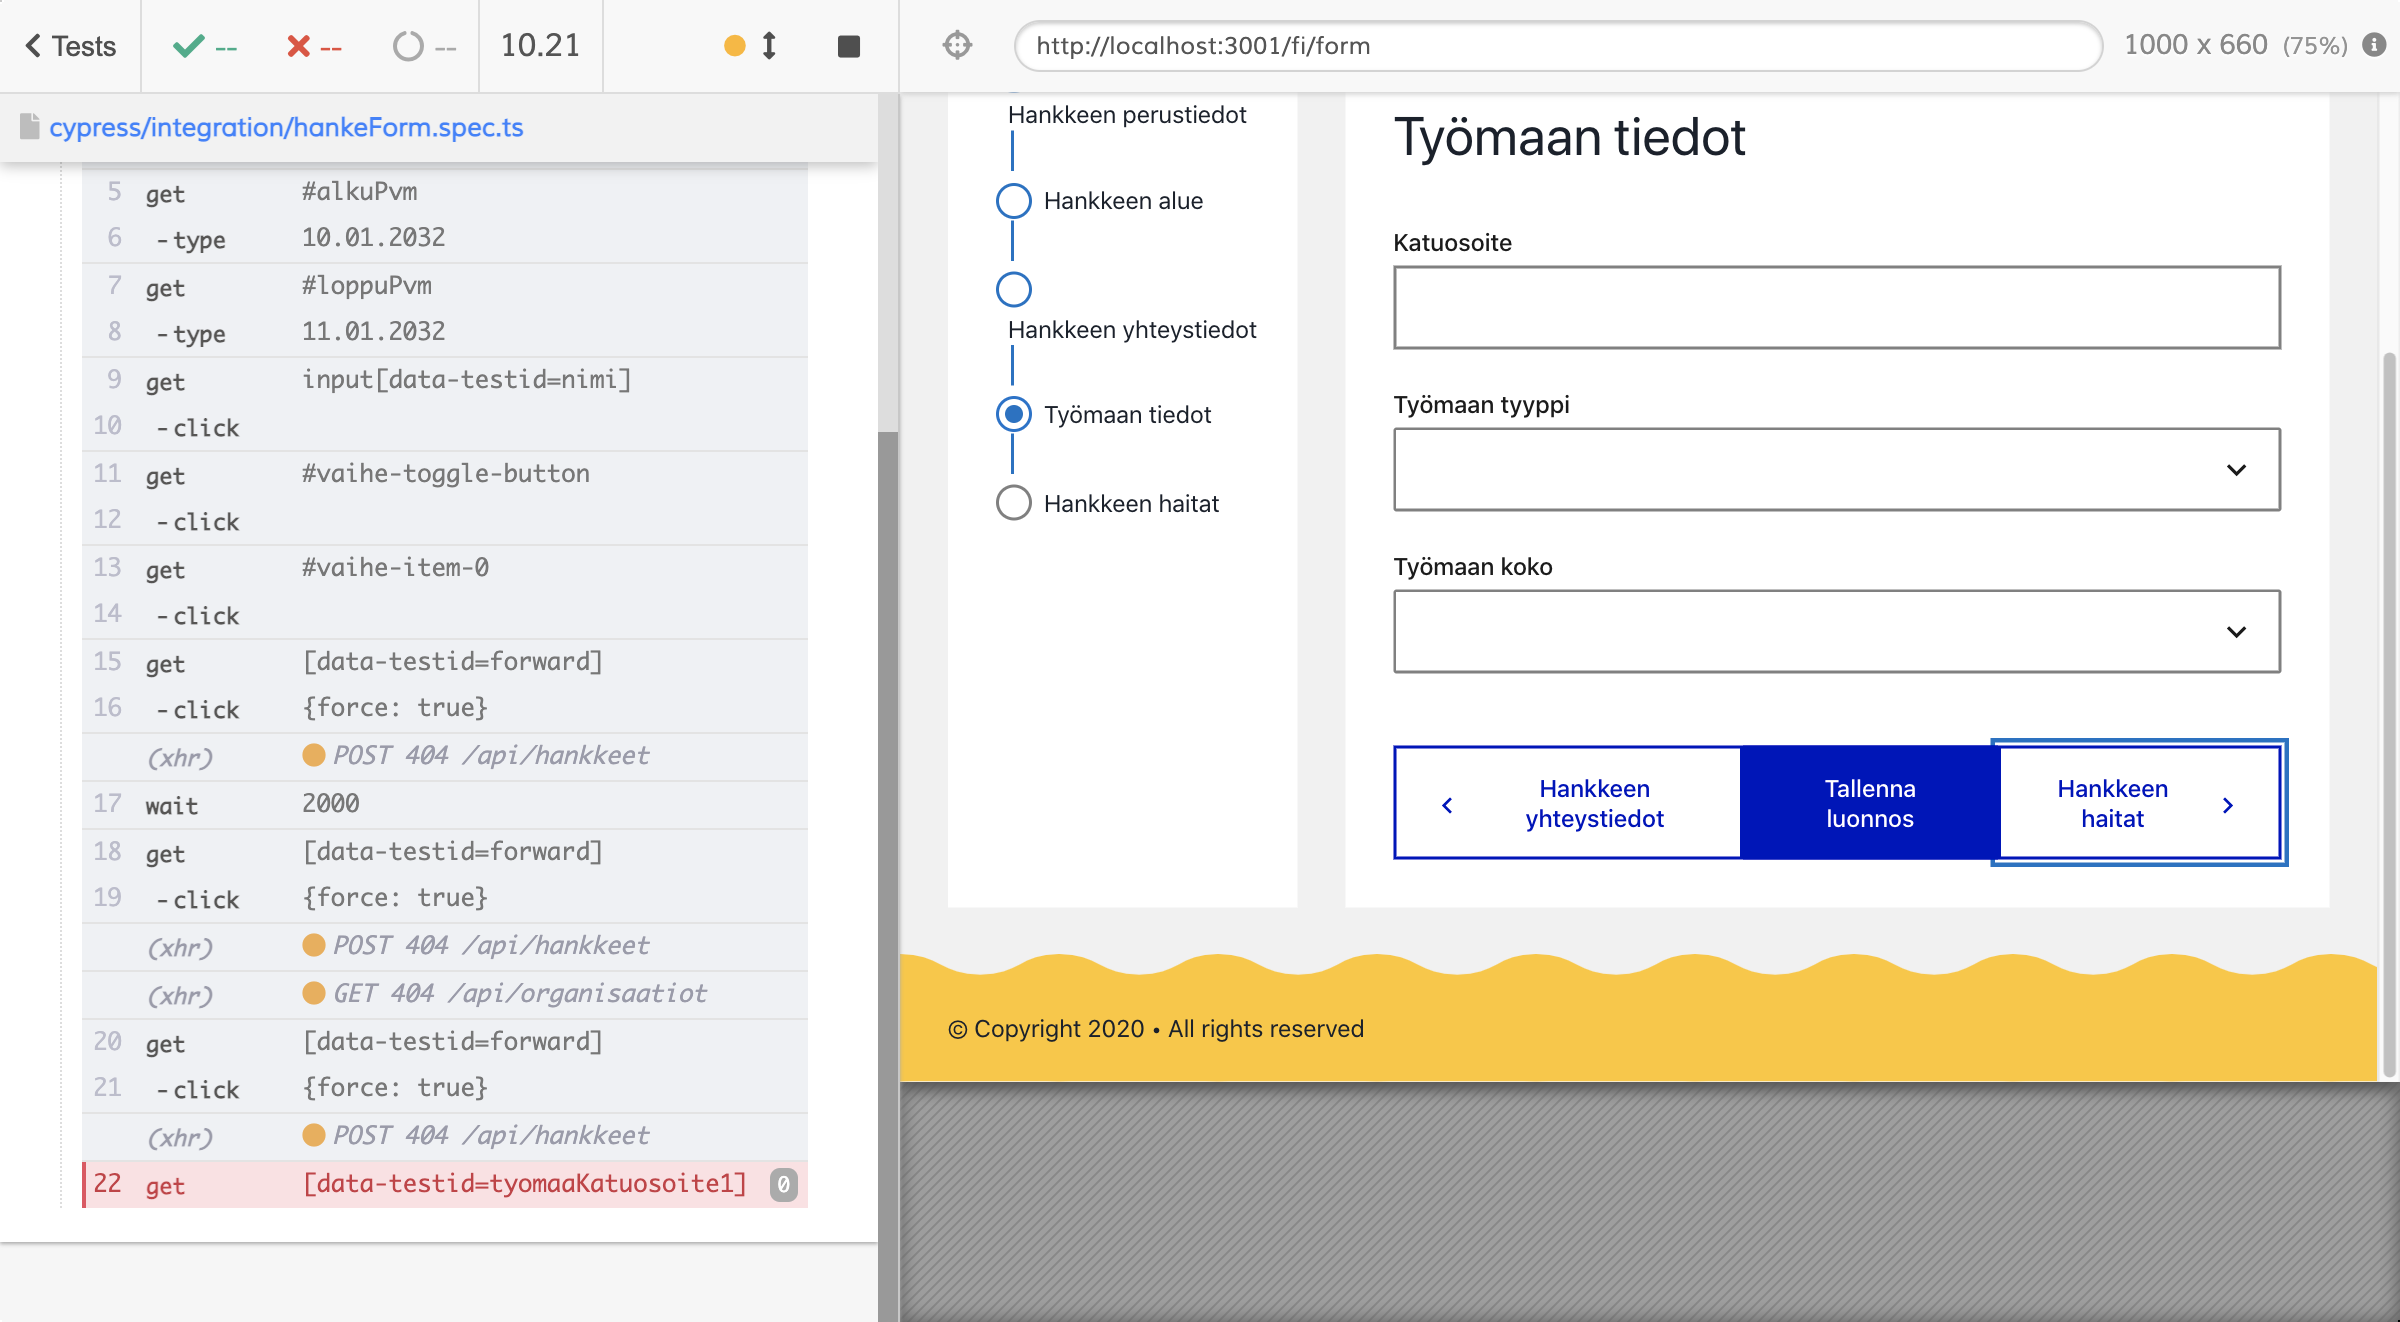 Tests
--
--
--
10.21
cypress/integration/hankeForm.spec.ts
5 get #alkuPvm
6 -type 10.01.2032
7 get #loppuPvm
8 -type 11.01.2032
9 get input[data-testid=nimi]
10 -click
11 get #vaihe-toggle-button
12 -click
13 get #vaihe-item-0
14 -click
15 get [data-testid=forward]
16 -click {force: true}
(xhr) POST 404 /api/hankkeet
17 wait 2000
18 get [data-testid=forward]
19 -click {force: true}
(xhr) POST 404 /api/hankkeet
(xhr) GET 404 /api/organisaatiot
20 get [data-testid=forward]
21 -click {force: true}
(xhr) POST 404 /api/hankkeet
22 get [data-testid=tyomaaKatuosoite1] 0
http://localhost:3001/fi/form
1000 x 660 (75%)
Hankkeen perustiedot
Hankkeen alue
Hankkeen yhteystiedot
Työmaan tiedot
Hankkeen haitat
Työmaan tiedot
Katuosoite
Työmaan tyyppi
Työmaan koko
Hankkeen
yhteystiedot
Tallenna
luonnos
Hankkeen
haitat
© Copyright 2020 • All rights reserved